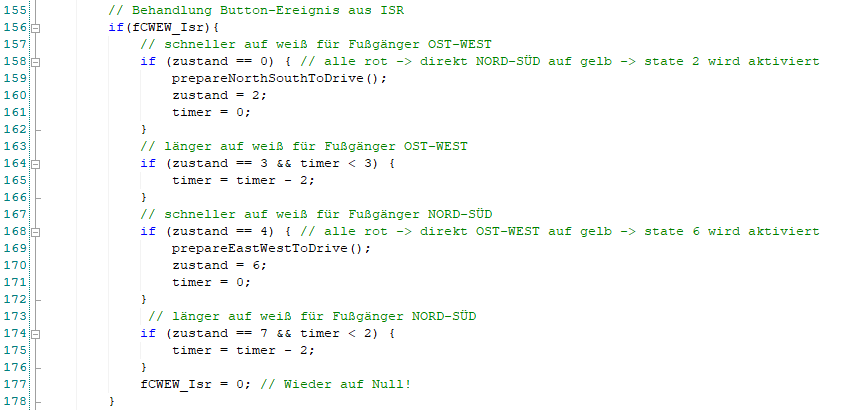 155 // Behandlung Button-Ereignis aus ISR
156 if(fCWEW_Isr){
157 // schneller auf weiß für Fußgänger OST-WEST
158 if (zustand == 0) { // alle rot -> direkt NORD-SÜD auf gelb -> state 2 wird aktiviert
159 prepareNorthSouthToDrive();
160 zustand = 2;
161 timer = 0;
162 }
163 // länger auf weiß für Fußgänger OST-WEST
164 if (zustand == 3 && timer < 3) {
165 timer = timer - 2;
166 }
167 // schneller auf weiß für Fußgänger NORD-SÜD
168 if (zustand == 4) { // alle rot -> direkt OST-WEST auf gelb -> state 6 wird aktiviert
169 prepareEastWestToDrive();
170 zustand = 6;
171 timer = 0;
172 }
173 // länger auf weiß für Fußgänger NORD-SÜD
174 if (zustand == 7 && timer < 2) {
175 timer = timer - 2;
176 }
177 fCWEW_Isr = 0; // Wieder auf Null!
178 }